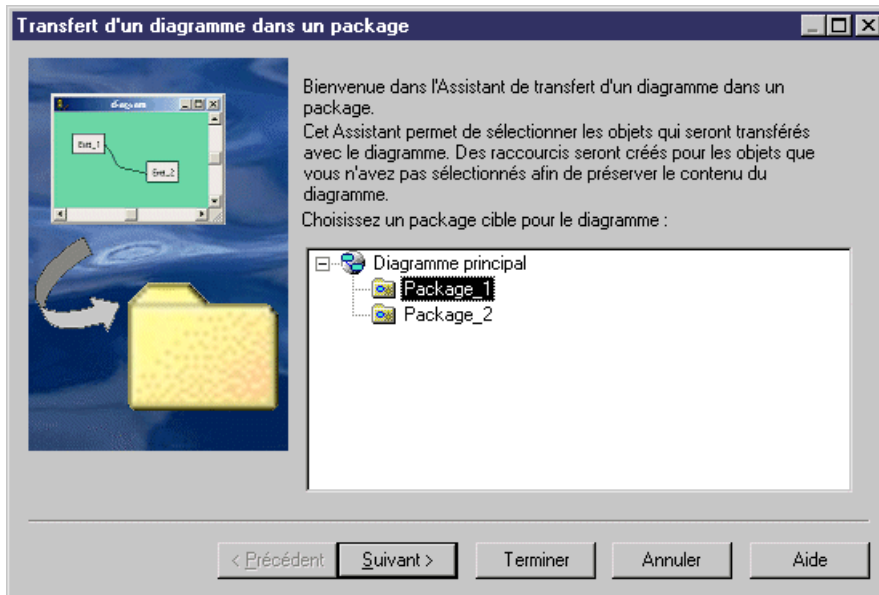 Transfert d'un diagramme dans un package
diagram
Entt_1
Entt_2
Bienvenue dans l'Assistant de transfert d'un diagramme dans un
package.
Cet Assistant permet de sélectionner les objets qui seront transférés
avec le diagramme. Des raccourcis seront créés pour les objets que
vous n'avez pas sélectionnés afin de préserver le contenu du
diagramme.
Choisissez un package cible pour le diagramme :
Diagramme principal
Package_1
Package_2
< Précédent
Suivant >
Terminer
Annuler
Aide